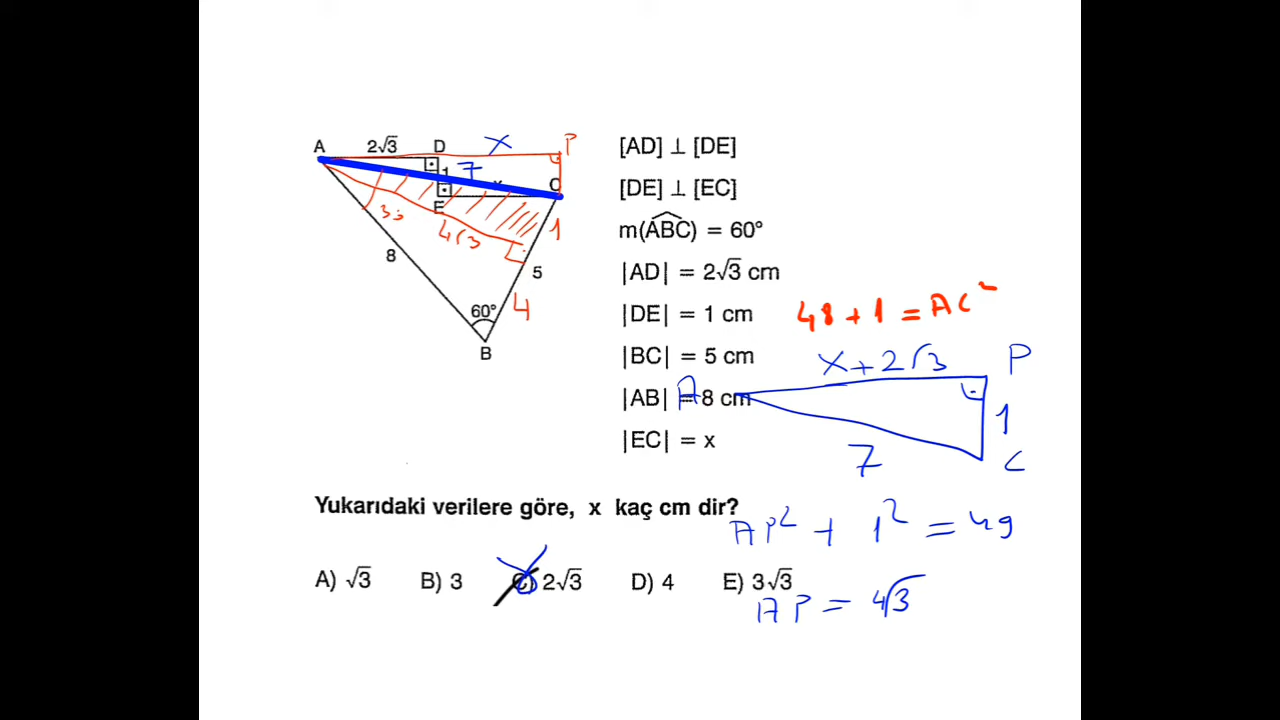 A 2√3 D x P
1 7 x C
E
30
4√3
1
8
5
60° 4
B
[AD] ⊥ [DE]
[DE] ⊥ [EC]
m(ABC) = 60°
|AD| = 2√3 cm
|DE| = 1 cm
48 + 1 = AC²
|BC| = 5 cm
x + 2√3 P
|AB| = 8 cm
A
1
|EC| = x
7 C
Yukarıdaki verilere göre, x kaç cm dir?
AP² + 1² = 49
A) √3 B) 3 C) 2√3 D) 4 E) 3√3
AP = 4√3